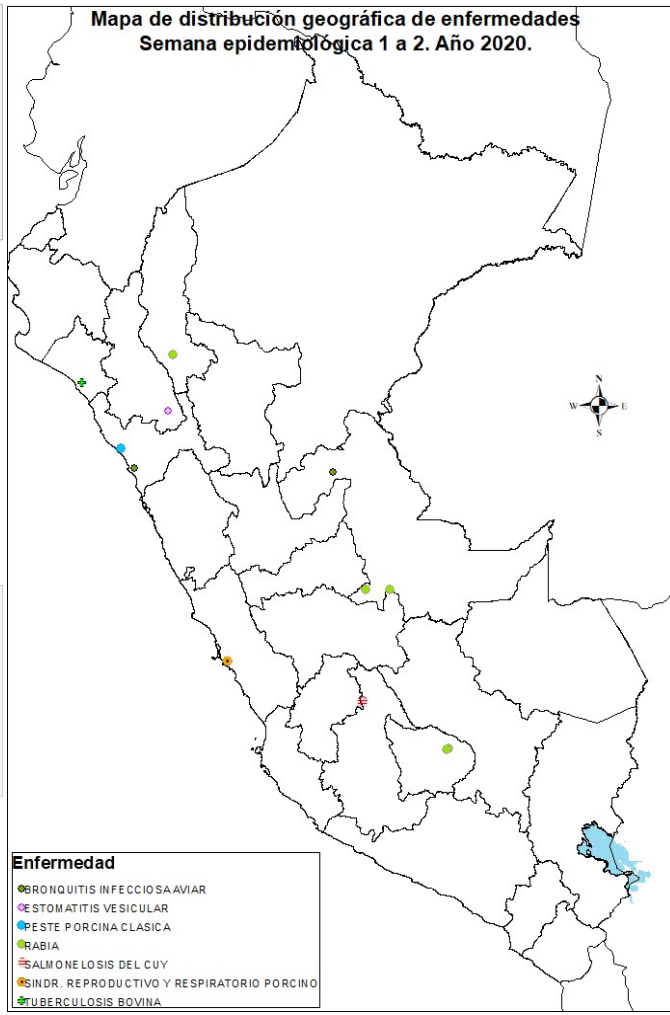 Mapa de distribución geográfica de enfermedades
Semana epidemiológica 1 a 2. Año 2020.
N
W E
S
Enfermedad
BRONQUITIS INFECCIOSA AVIAR
ESTOMATITIS VESICULAR
PESTE PORCINA CLASICA
RABIA
SALMONELOSIS DEL CUY
SINDR. REPRODUCTIVO Y RESPIRATORIO PORCINO
TUBERCULOSIS BOVINA